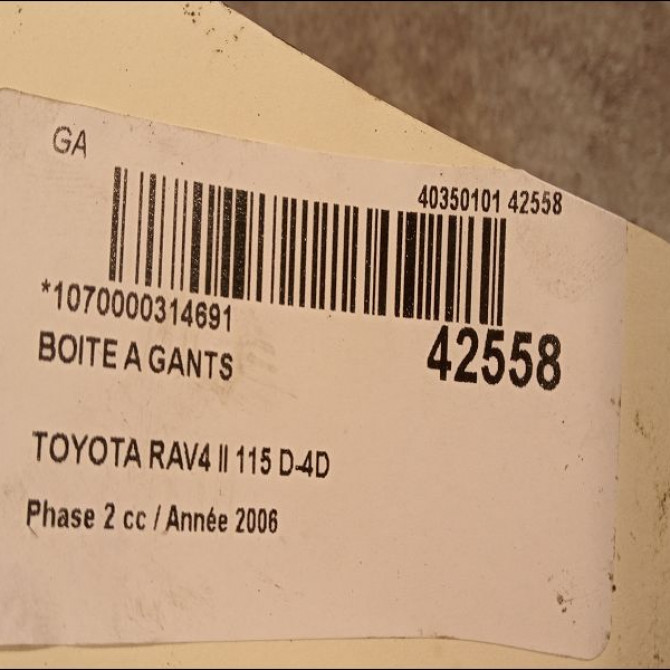 GA
40350101 42558
*1070000314691
42558
BOITE A GANTS
TOYOTA RAV4 II 115 D-4D
Phase 2 cc / Année 2006